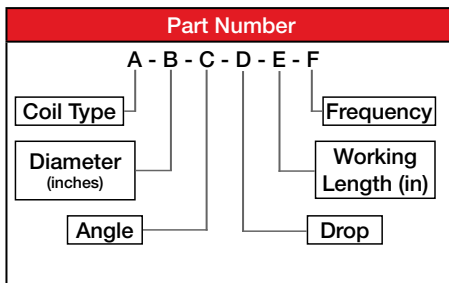 Part Number
A - B - C - D - E - F
Coil Type
Frequency
Diameter
(inches)
Working
Length (in)
Angle
Drop